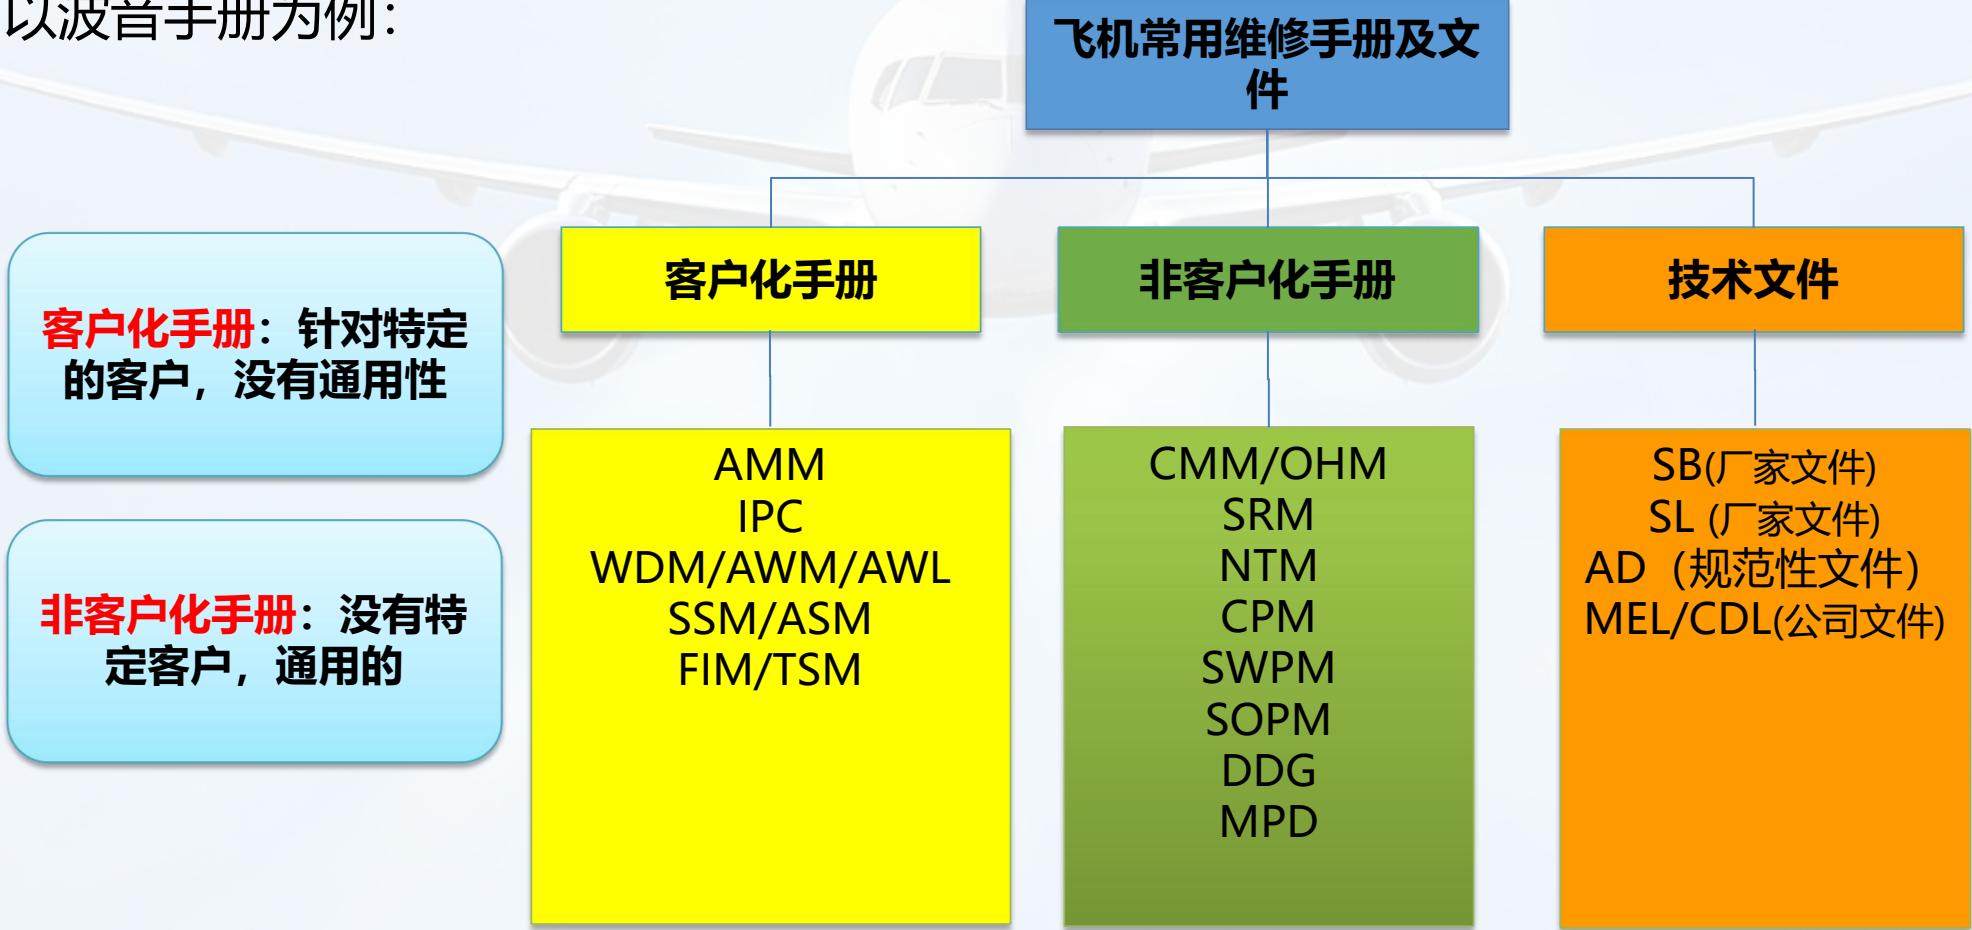 以波音手册为例：
飞机常用维修手册及文
件
客户化手册
非客户化手册
技术文件
客户化手册：针对特定
的客户，没有通用性
非客户化手册：没有特
定客户，通用的
AMM
IPC
WDM/AWM/AWL
SSM/ASM
FIM/TSM
CMM/OHM
SRM
NTM
CPM
SWPM
SOPM
DDG
MPD
SB(厂家文件)
SL (厂家文件)
AD（规范性文件）
MEL/CDL(公司文件)